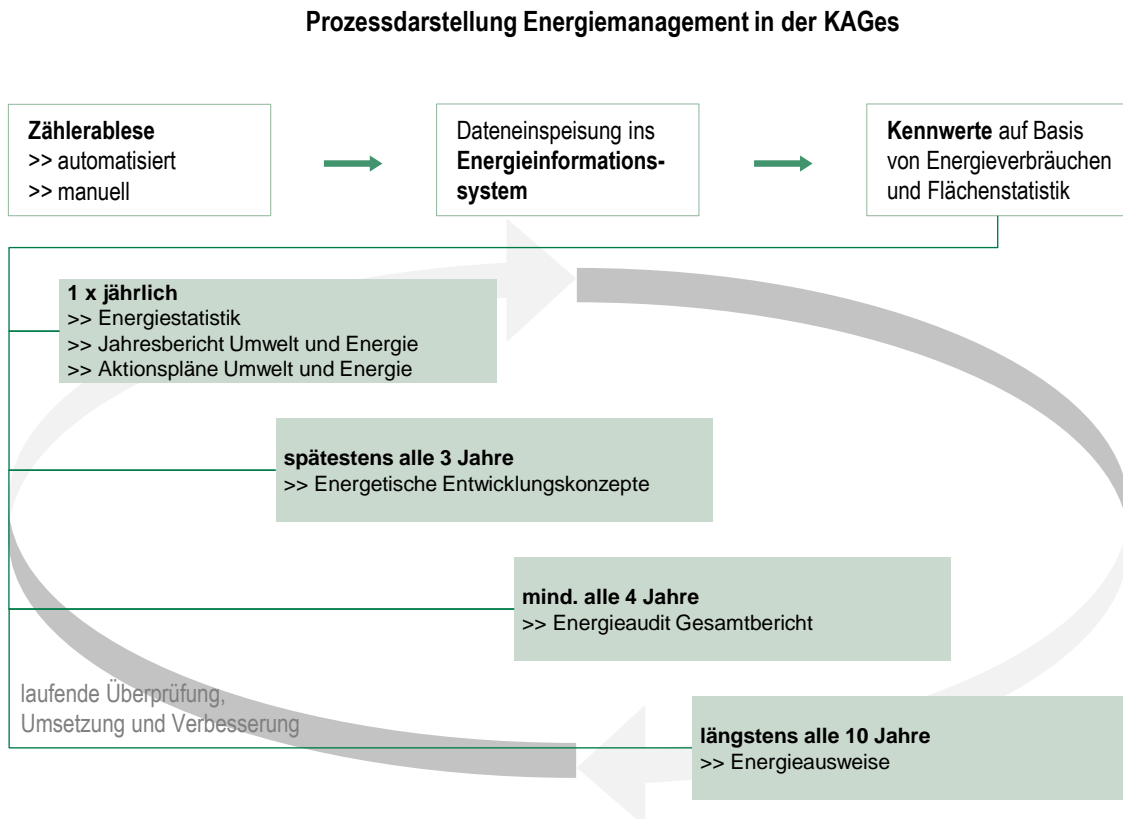 Prozessdarstellung Energiemanagement in der KAGes
Zählerablese
>> automatisiert
>> manuell
Dateneinspeisung ins
Energieinformations-
system
Kennwerte auf Basis
von Energieverbräuchen
und Flächenstatistik
1 x jährlich
>> Energiestatistik
>> Jahresbericht Umwelt und Energie
>> Aktionspläne Umwelt und Energie
spätestens alle 3 Jahre
>> Energetische Entwicklungskonzepte
mind. alle 4 Jahre
>> Energieaudit Gesamtbericht
laufende Überprüfung,
Umsetzung und Verbesserung
längstens alle 10 Jahre
>> Energieausweise